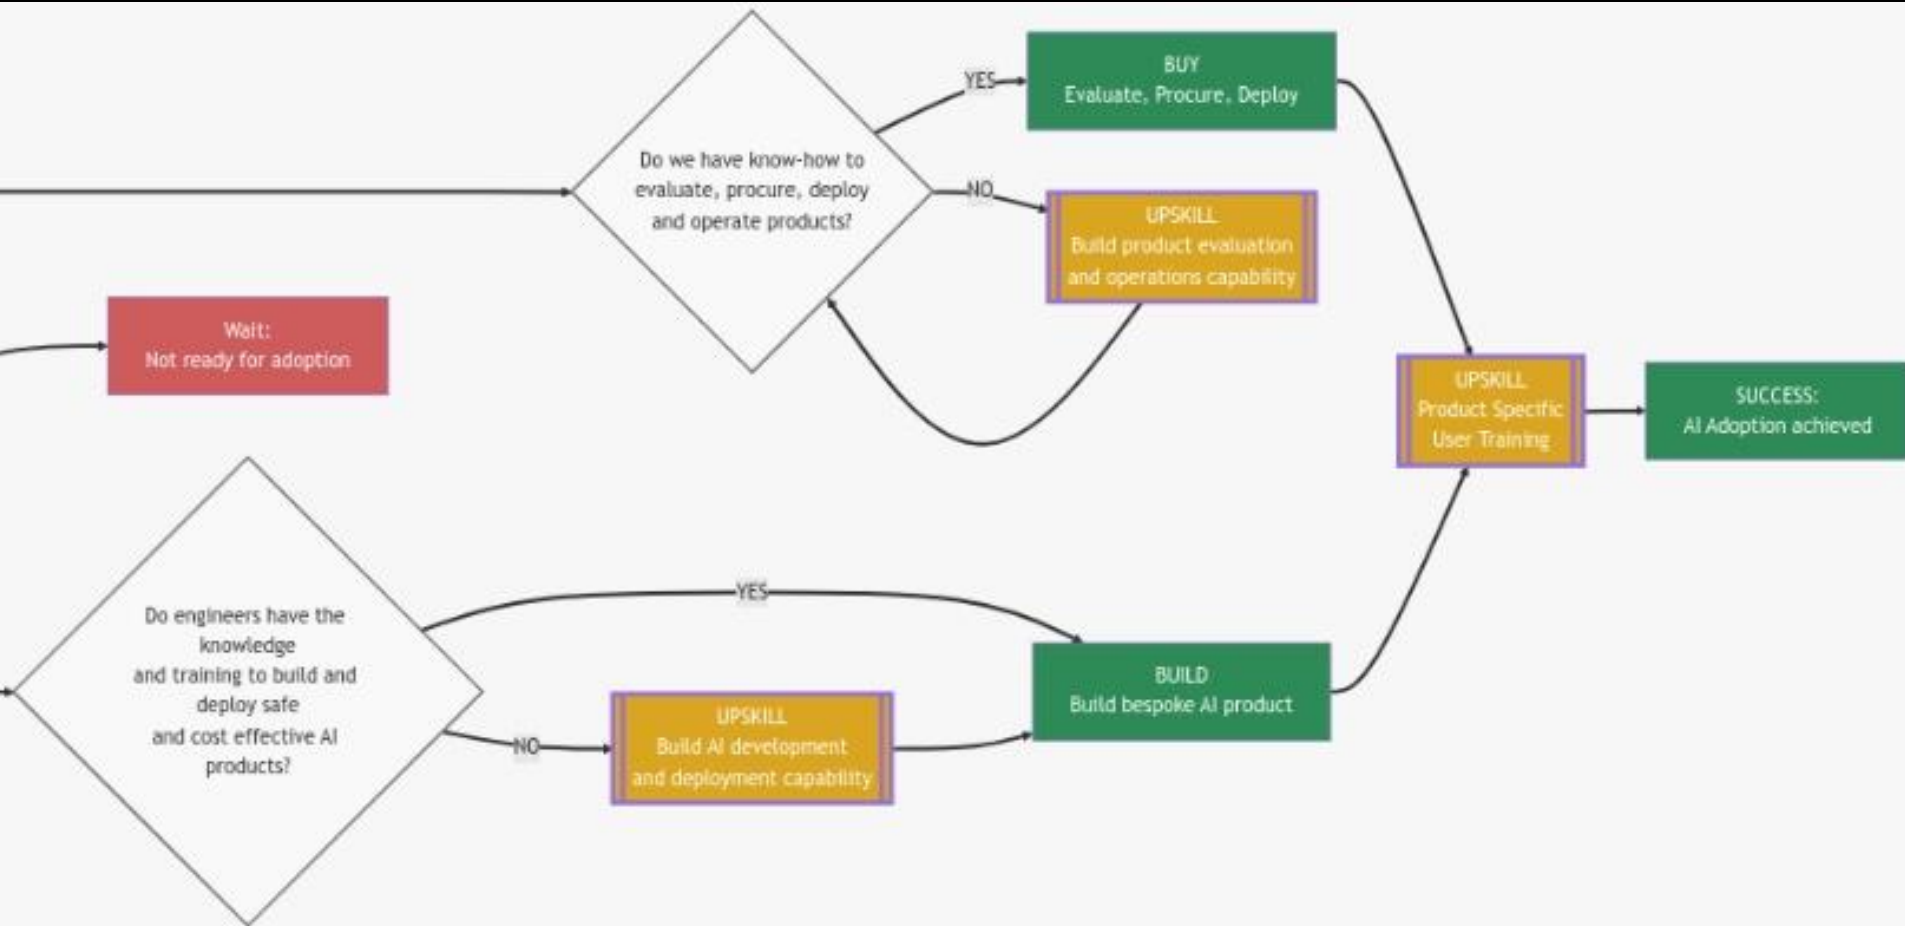 YES
BUY
Evaluate, Procure, Deploy
Do we have know-how to
evaluate, procure, deploy
and operate products?
NO
UPSKILL
Build product evaluation
and operations capability
Wait:
Not ready for adoption
UPSKILL
Product Specific
User Training
SUCCESS:
AI Adoption achieved
Do engineers have the
knowledge
and training to build and
deploy safe
and cost effective AI
products?
YES
NO
UPSKILL
Build AI development
and deployment capability
BUILD
Build bespoke AI product